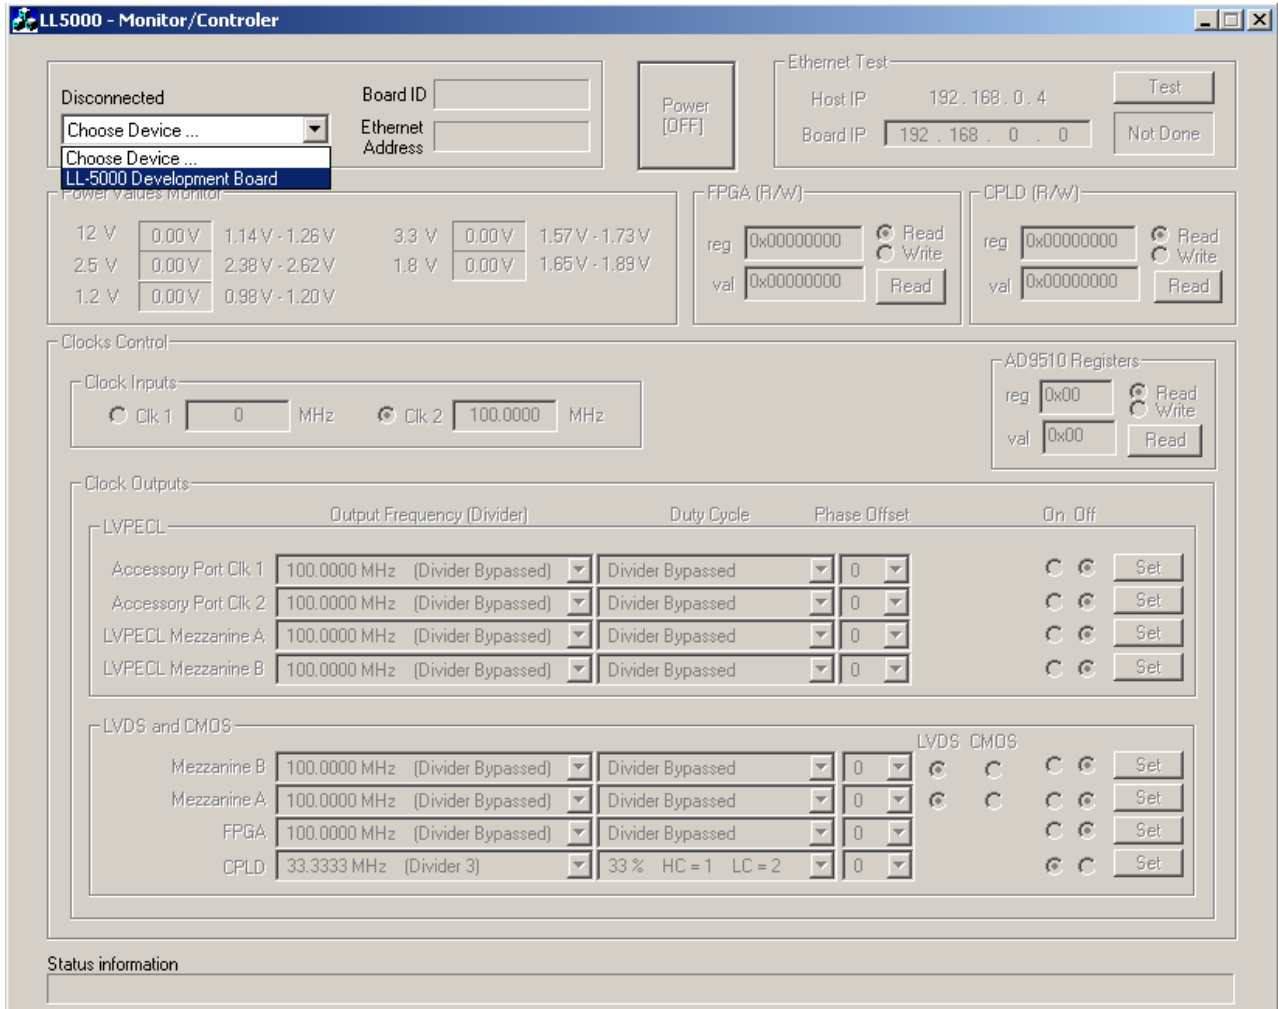 LL5000 - Monitor/Controler
Disconnected
Choose Device ...
Choose Device ...
LL-5000 Development Board
Board ID
Ethernet
Address
Power
[OFF]
Ethernet Test
Host IP 192 . 168 . 0 . 4 Test
Board IP 192 . 168 . 0 . 0 Not Done
Power Values Monitor
12 V 0.00 V 1.14 V - 1.26 V 3.3 V 0.00 V 1.57 V - 1.73 V
2.5 V 0.00 V 2.38 V - 2.62 V 1.8 V 0.00 V 1.65 V - 1.89 V
1.2 V 0.00 V 0.98 V - 1.20 V
FPGA (R/W)
reg 0x00000000 Read
Write
val 0x00000000 Read
CPLD (R/W)
reg 0x00000000 Read
Write
val 0x00000000 Read
Clocks Control
Clock Inputs
Clk 1 0 MHz Clk 2 100.0000 MHz
AD9510 Registers
reg 0x00 Read
Write
val 0x00 Read
Clock Outputs
Output Frequency (Divider) Duty Cycle Phase Offset On Off
LVPECL
Accessory Port Clk 1 100.0000 MHz (Divider Bypassed) Divider Bypassed 0 Set
Accessory Port Clk 2 100.0000 MHz (Divider Bypassed) Divider Bypassed 0 Set
LVPECL Mezzanine A 100.0000 MHz (Divider Bypassed) Divider Bypassed 0 Set
LVPECL Mezzanine B 100.0000 MHz (Divider Bypassed) Divider Bypassed 0 Set
LVDS and CMOS
LVDS CMOS
Mezzanine B 100.0000 MHz (Divider Bypassed) Divider Bypassed 0 Set
Mezzanine A 100.0000 MHz (Divider Bypassed) Divider Bypassed 0 Set
FPGA 100.0000 MHz (Divider Bypassed) Divider Bypassed 0 Set
CPLD 33.3333 MHz (Divider 3) 33 % HC = 1 LC = 2 0 Set
Status information